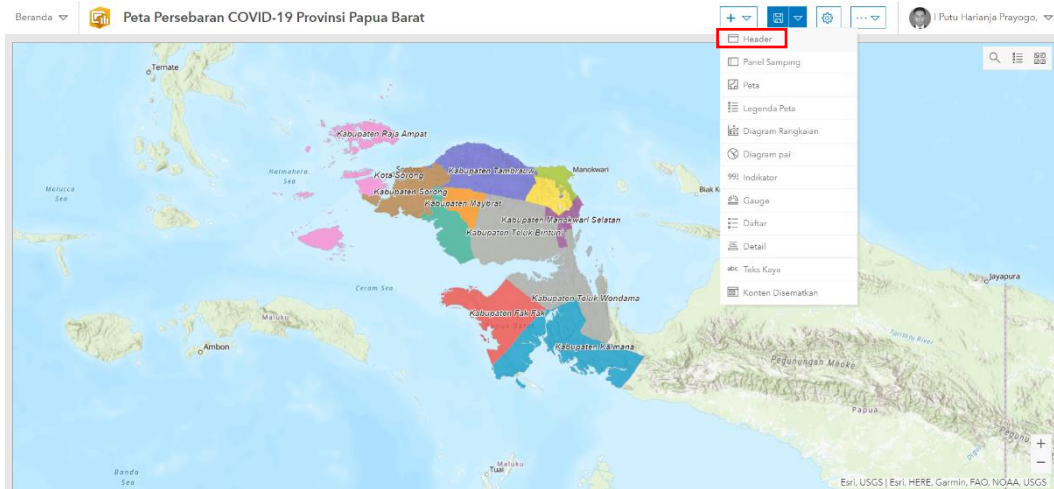 Beranda
Peta Persebaran COVID-19 Provinsi Papua Barat
I Putu Harianja Prayogo,
Header
Panel Samping
Peta
Legenda Peta
Diagram Rangkaian
Diagram pai
99! Indikator
Gauge
Daftar
Detail
abc Teks Kaya
Konten Disematkan
Ternate
Kabupaten Raja Ampat
Halmahera
Sea
Kota Sorong
Kabupaten Tambrauw
Manokwari
Molucca
Sea
Kabupaten Sorong
Biak K
Kabupaten Maybrat
Kabupaten Manokwari Selatan
Kabupaten Teluk Bintuni
Jayapura
Ceram Sea
Kabupaten Teluk Wondama
Kabupaten Fak Fak
Maluku
Ambon
Kabupaten Kaimana
Pegunungan Maoke
Papua
Maluku
Tual
Banda
Sea
Esri, USGS | Esri, HERE, Garmin, FAO, NOAA, USGS